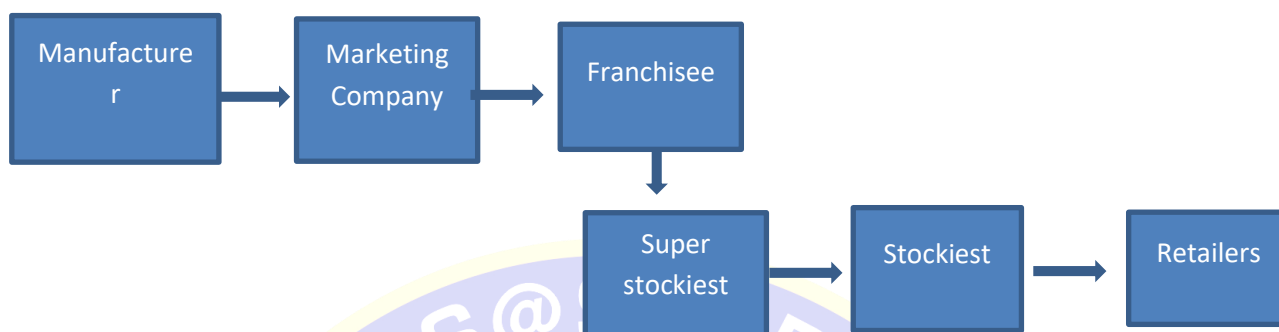 Manufacture
r
Marketing
Company
Franchisee
Super
stockiest
Stockiest
Retailers